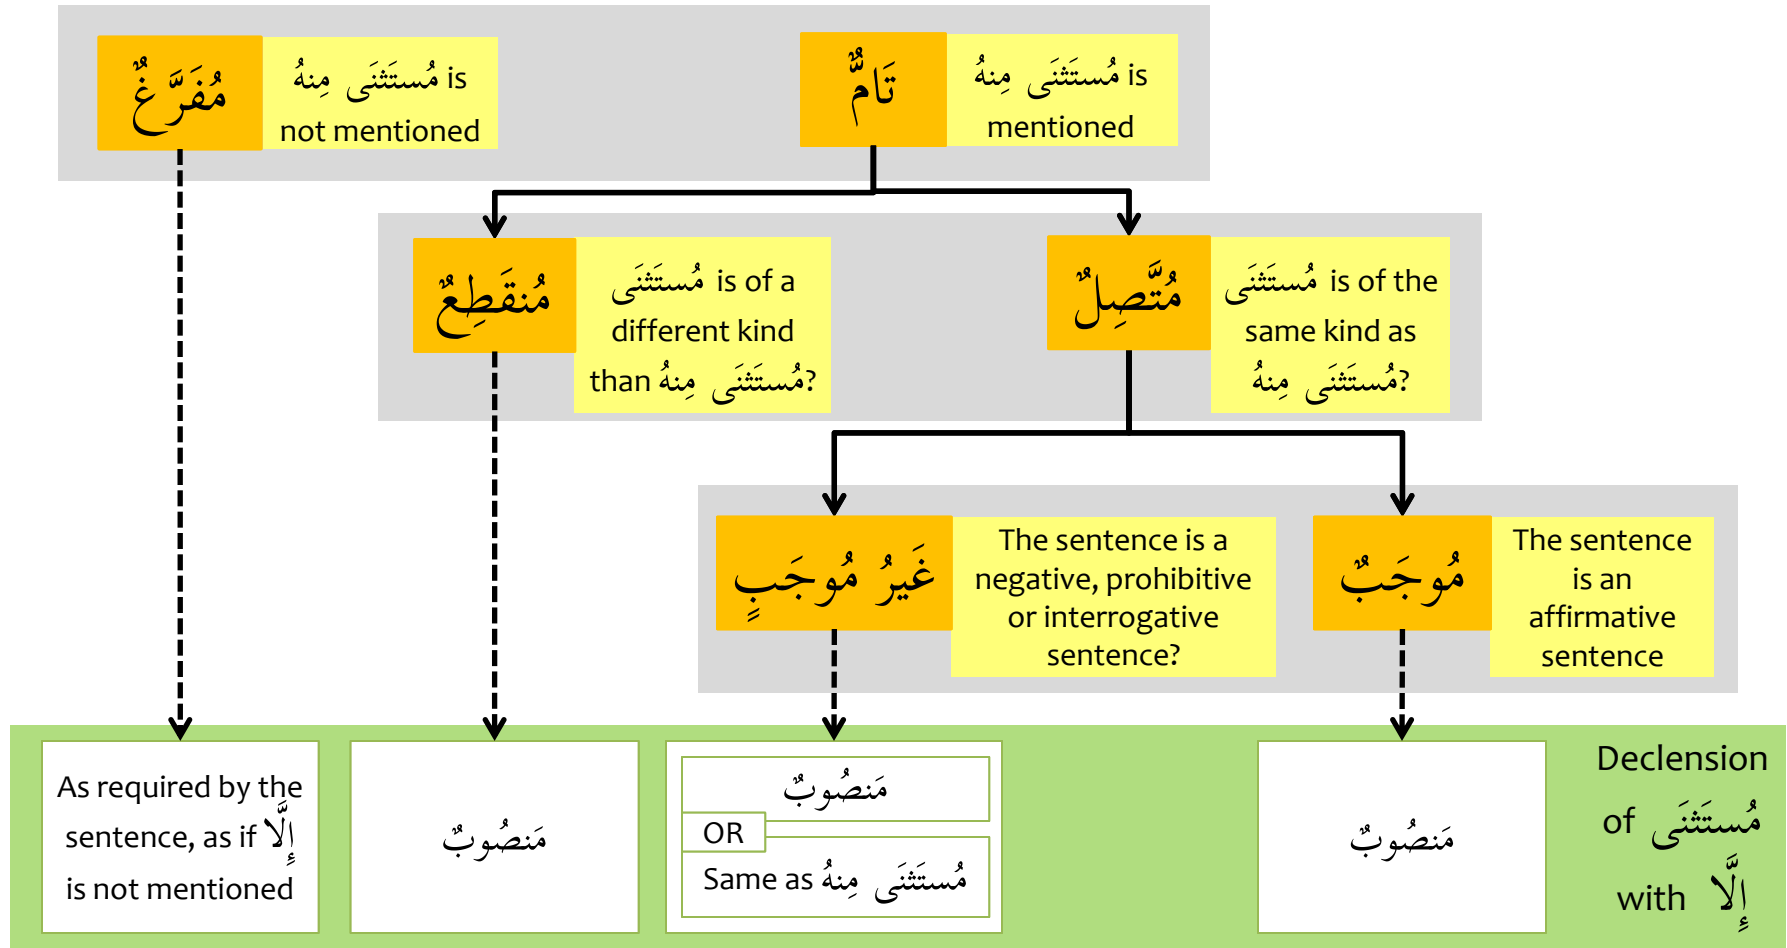 مُفَرَّغٌ
مُستَثنَى مِنهُ is
not mentioned
تَامٌّ
مُستَثنَى مِنهُ is
mentioned
مُنقَطِعٌ
مُستَثنَى is of a
different kind
than مُستَثنَى مِنهُ?
مُتَّصِلٌ
مُستَثنَى is of the
same kind as
مُستَثنَى مِنهُ?
غَيرُ مُوجَبٍ
The sentence is a
negative, prohibitive
or interrogative
sentence?
مُوجَبٌ
The sentence
is an
affirmative
sentence
As required by the
sentence, as if إِلَّا
is not mentioned
مَنصُوبٌ
مَنصُوبٌ
OR
Same as مُستَثنَى مِنهُ
مَنصُوبٌ
Declension
of مُستَثنَى
with إِلَّا